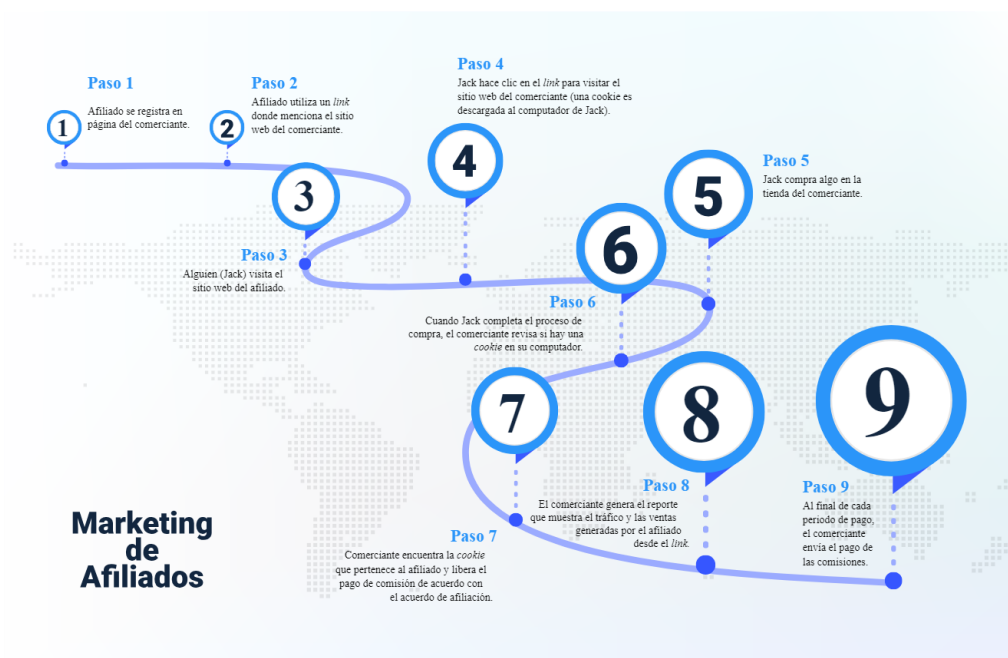 Paso 1
Afiliado se registra en
página del comerciante.
1
Paso 2
Afiliado utiliza un link
donde menciona el sitio
web del comerciante.
2
3
Paso 3
Alguien (Jack) visita el
sitio web del afiliado.
Paso 4
Jack hace clic en el link para visitar el
sitio web del comerciante (una cookie es
descargada al computador de Jack).
4
Paso 5
Jack compra algo en la
tienda del comerciante.
5
6
Paso 6
Cuando Jack completa el proceso de
compra, el comerciante revisa si hay una
cookie en su computador.
7
Paso 7
Comerciante encuentra la cookie
que pertenece al afiliado y libera el
pago de comisión de acuerdo con
el acuerdo de afiliación.
8
Paso 8
El comerciante genera el reporte
que muestra el tráfico y las ventas
generadas por el afiliado
desde el link.
9
Paso 9
Al final de cada
periodo de pago,
el comerciante
envía el pago de
las comisiones.
Marketing
de
Afiliados